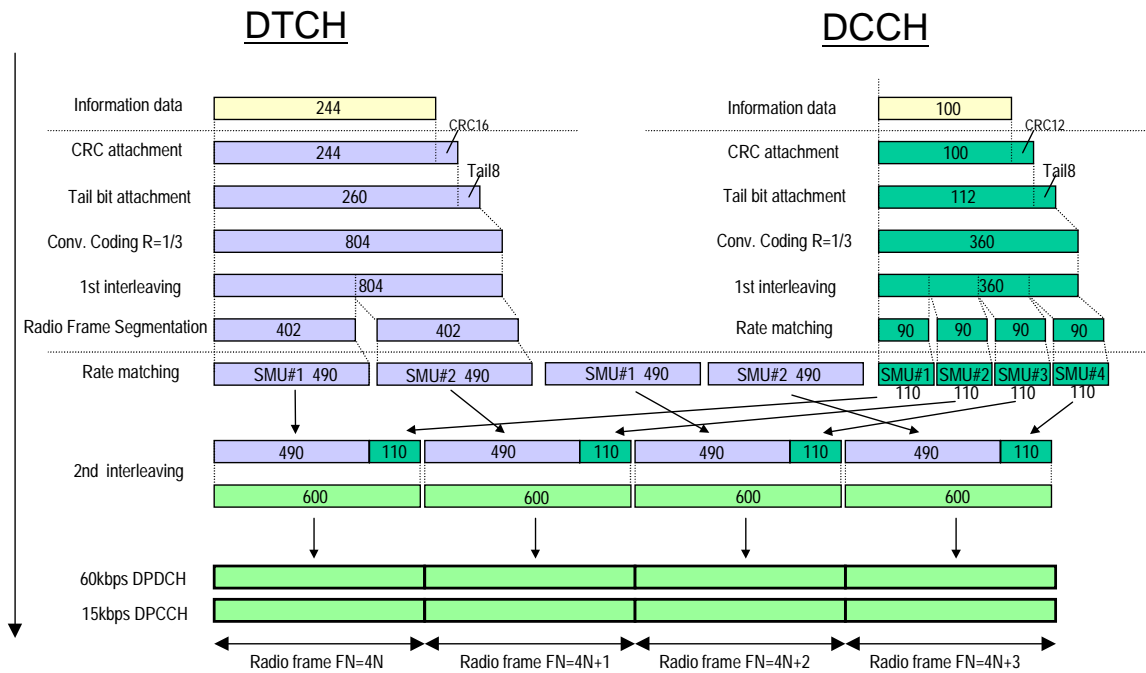 DTCH DCCH
Information data 244 Information data 100
CRC16 CRC12
CRC attachment 244 CRC attachment 100
Tail8 Tail8
Tail bit attachment 260 Tail bit attachment 112
Conv. Coding R=1/3 804 Conv. Coding R=1/3 360
1st interleaving 804 1st interleaving 360
Radio Frame Segmentation 402 402 Rate matching 90 90 90 90
Rate matching SMU#1 490 SMU#2 490 SMU#1 490 SMU#2 490 SMU#1 SMU#2 SMU#3 SMU#4
110 110 110 110
490 110 490 110 490 110 490 110
2nd interleaving
600 600 600 600
60kbps DPDCH
15kbps DPCCH
Radio frame FN=4N Radio frame FN=4N+1 Radio frame FN=4N+2 Radio frame FN=4N+3